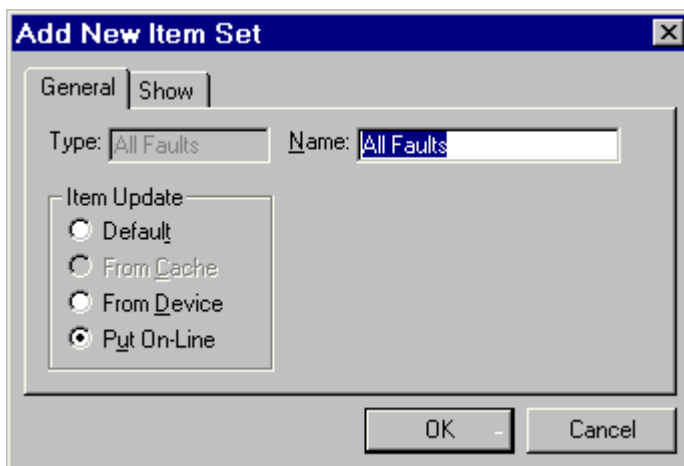 Add New Item Set
General Show
Type: All Faults Name: All Faults
Item Update
Default
From Cache
From Device
Put On-Line
OK Cancel